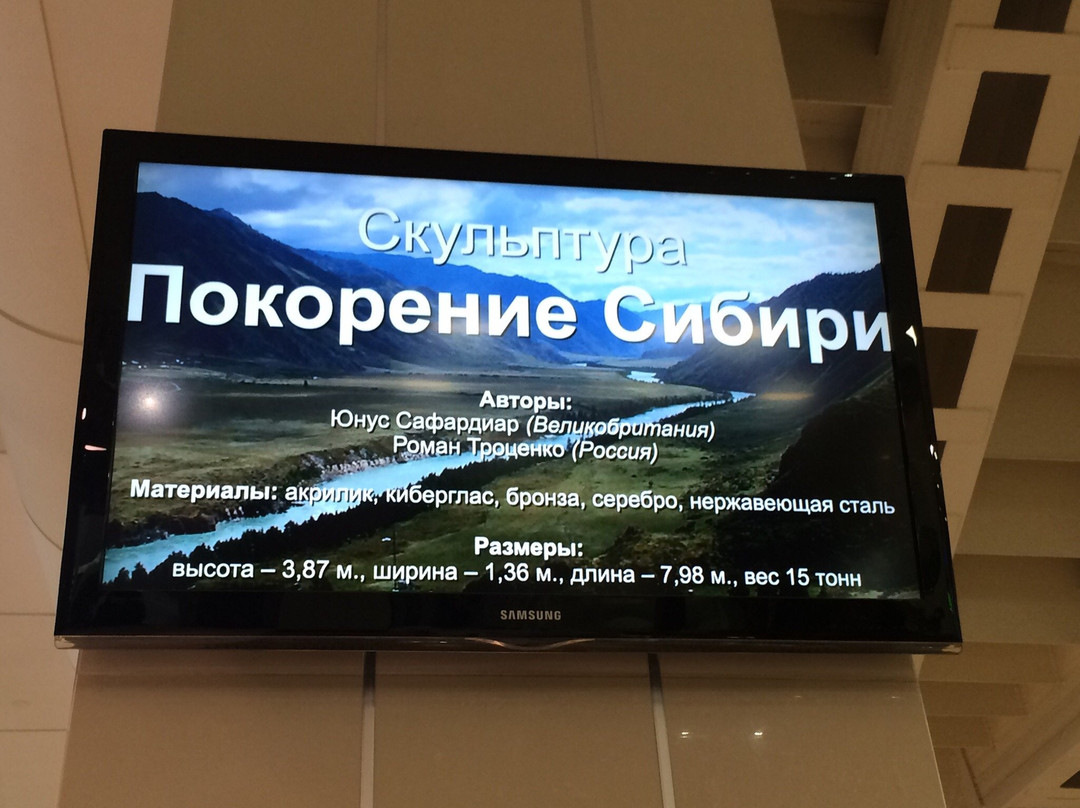 Скульптура
Покорение Сибири
Авторы:
Юнус Сафардиар (Великобритания)
Роман Троценко (Россия)
Материалы: акрилик, киберглас, бронза, серебро, нержавеющая сталь
Размеры:
высота – 3,87 м., ширина – 1,36 м., длина – 7,98 м., вес 15 тонн
SAMSUNG